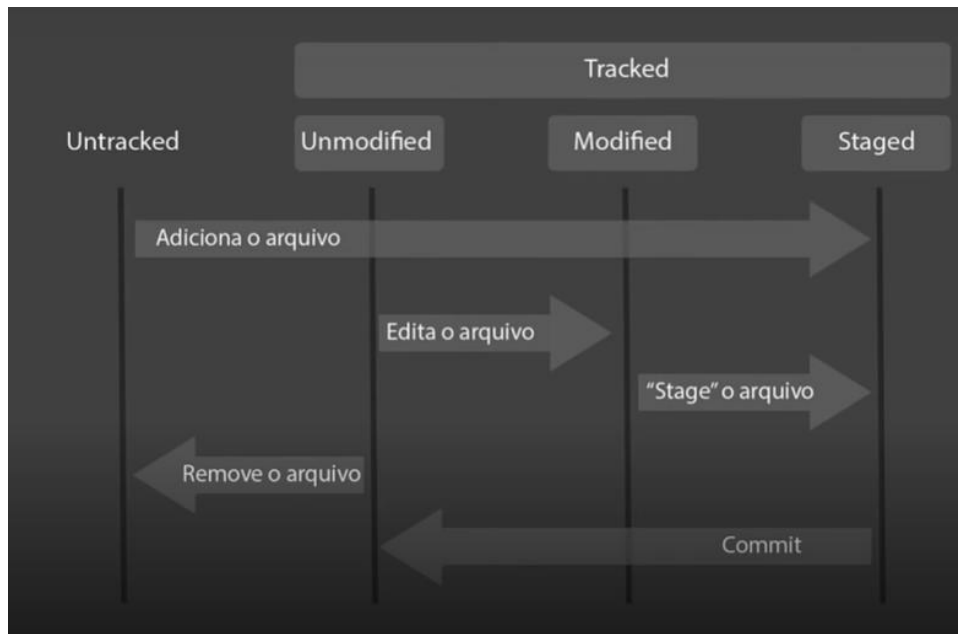 Tracked
Untracked
Unmodified
Modified
Staged
Adiciona o arquivo
Edita o arquivo
“Stage” o arquivo
Remove o arquivo
Commit